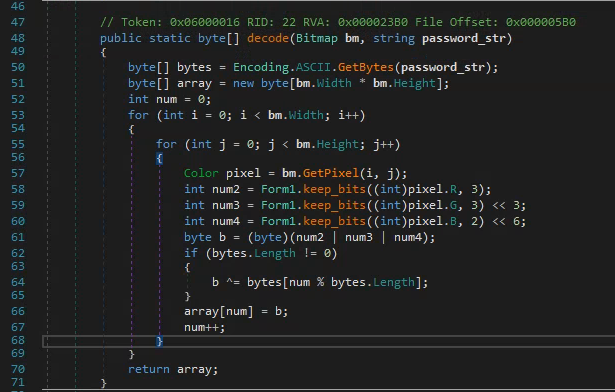 46
47 // Token: 0x06000016 RID: 22 RVA: 0x000023B0 File Offset: 0x000005B0
48 public static byte[] decode(Bitmap bm, string password_str)
49 {
50 byte[] bytes = Encoding.ASCII.GetBytes(password_str);
51 byte[] array = new byte[bm.Width * bm.Height];
52 int num = 0;
53 for (int i = 0; i < bm.Width; i++)
54 {
55 for (int j = 0; j < bm.Height; j++)
56 {
57 Color pixel = bm.GetPixel(i, j);
58 int num2 = Form1.keep_bits((int)pixel.R, 3);
59 int num3 = Form1.keep_bits((int)pixel.G, 3) << 3;
60 int num4 = Form1.keep_bits((int)pixel.B, 2) << 6;
61 byte b = (byte)(num2 | num3 | num4);
62 if (bytes.Length != 0)
63 {
64 b ^= bytes[num % bytes.Length];
65 }
66 array[num] = b;
67 num++;
68 }
69 }
70 return array;
71 }